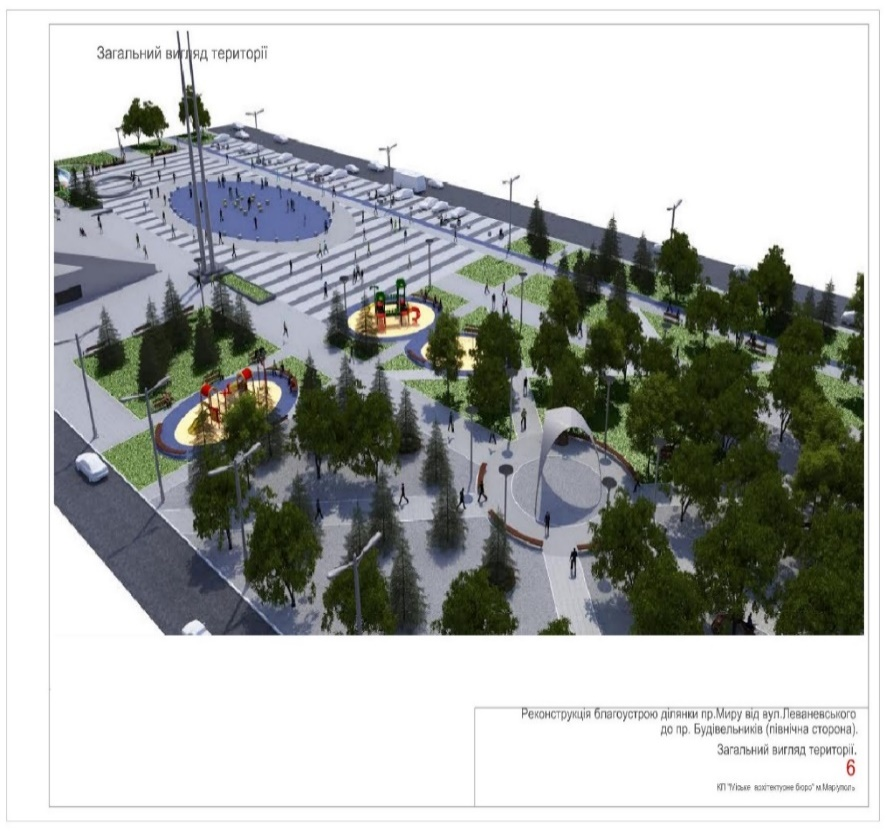 Загальний вигляд території
Реконструкція благоустрою ділянки пр.Миру від вул.Леваневського
до пр. Будівельників (північна сторона).
Загальний вигляд території.
6
КП "Міське архітектурне бюро" м.Маріуполь